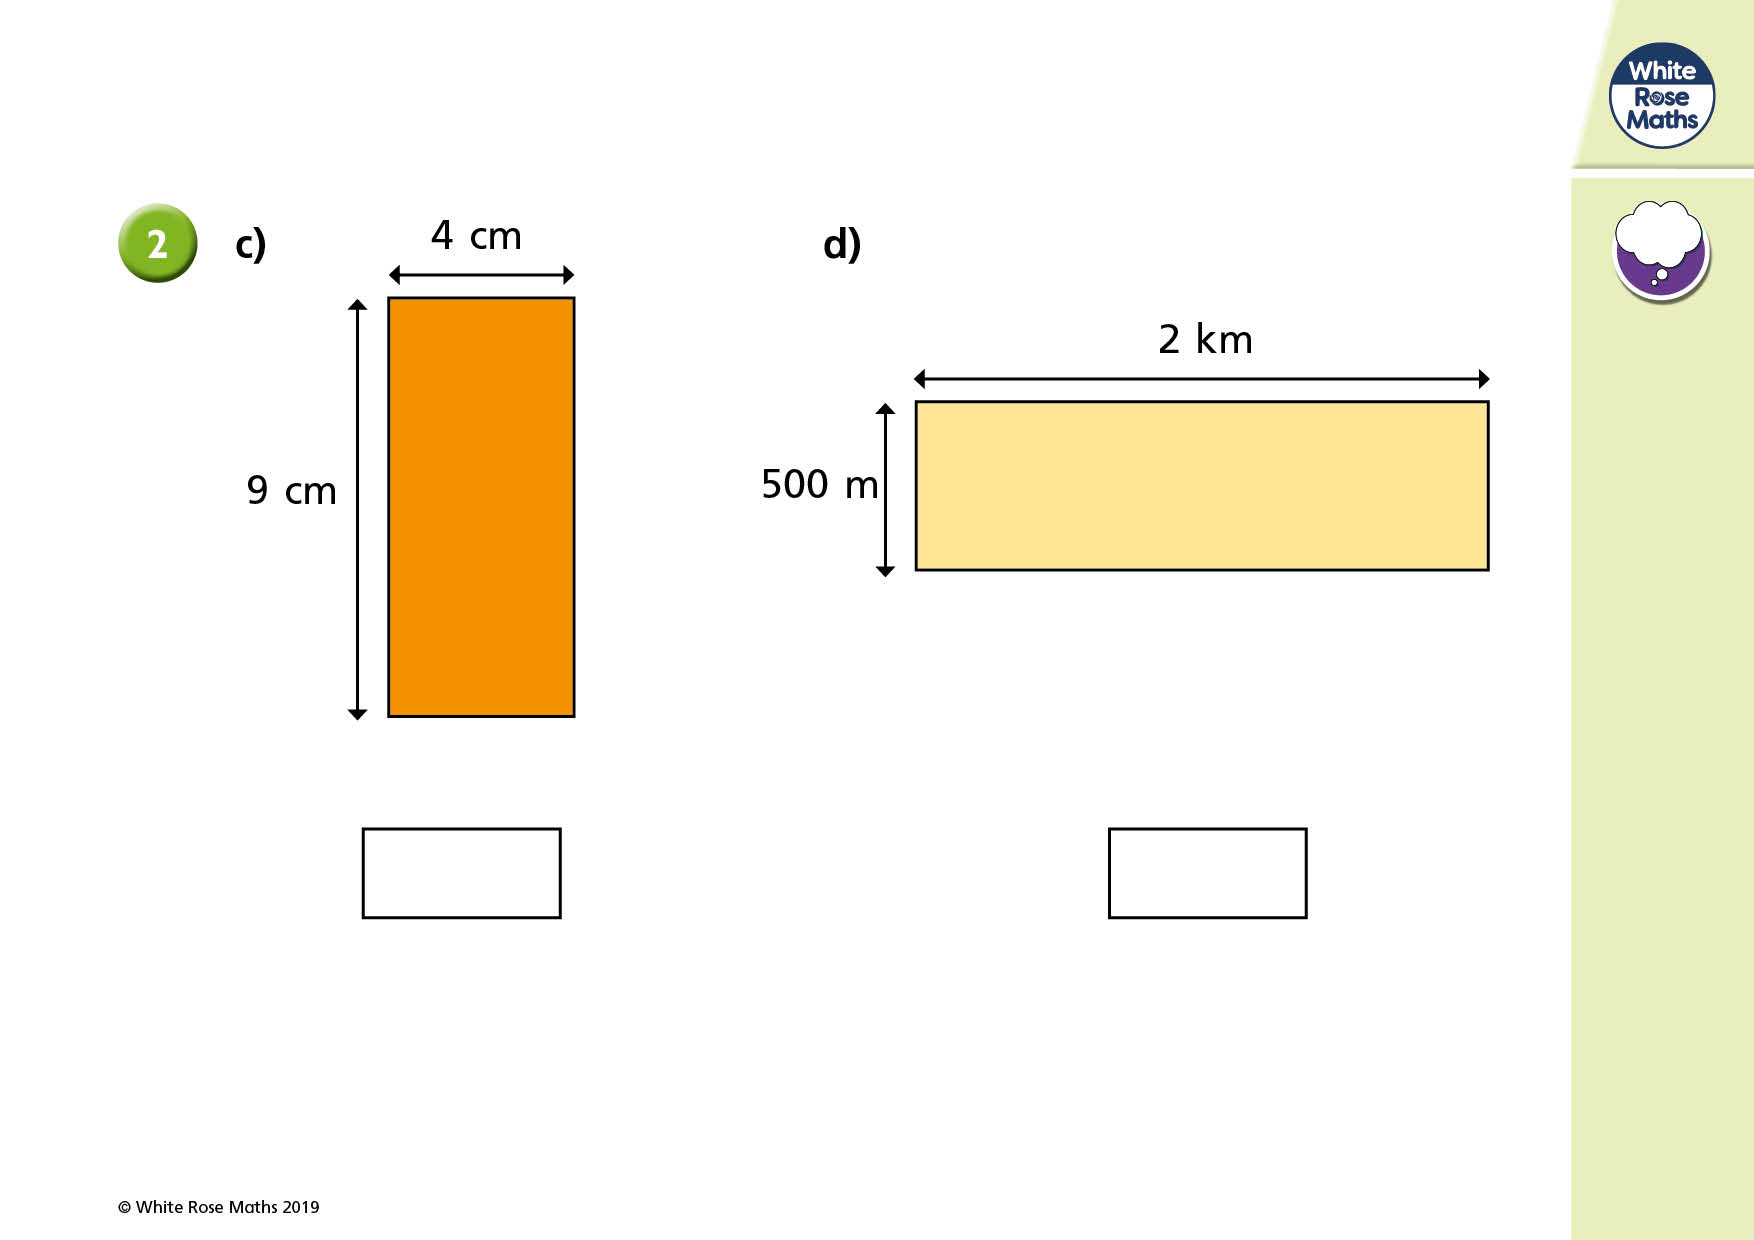 White
Rose
Maths
2
c)
4 cm
9 cm
d)
2 km
500 m
© White Rose Maths 2019